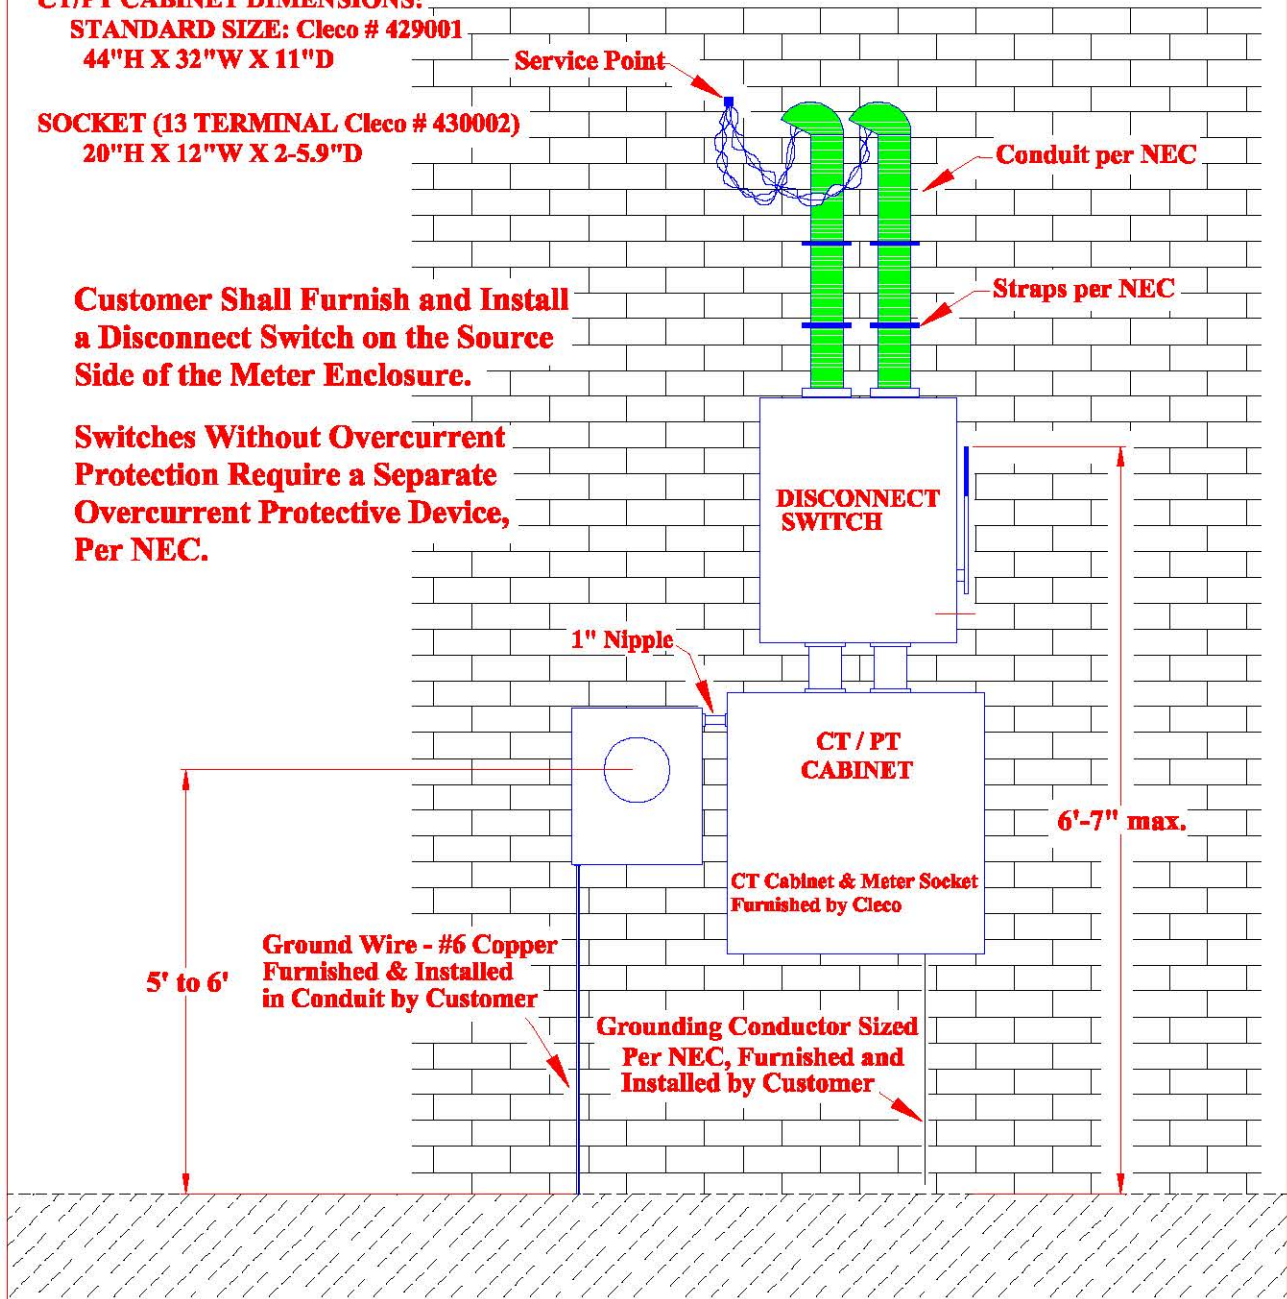 CT/PT CABINET DIMENSIONS:
STANDARD SIZE: Cleco # 429001
44"H X 32"W X 11"D
Service Point
SOCKET (13 TERMINAL Cleco # 430002)
20"H X 12"W X 2-5.9"D
Conduit per NEC
Straps per NEC
Customer Shall Furnish and Install
a Disconnect Switch on the Source
Side of the Meter Enclosure.
Switches Without Overcurrent
Protection Require a Separate
Overcurrent Protective Device,
Per NEC.
DISCONNECT
SWITCH
1" Nipple
CT / PT
CABINET
6'-7" max.
CT Cabinet & Meter Socket
Furnished by Cleco
5' to 6'
Ground Wire - #6 Copper
Furnished & Installed
in Conduit by Customer
Grounding Conductor Sized
Per NEC, Furnished and
Installed by Customer